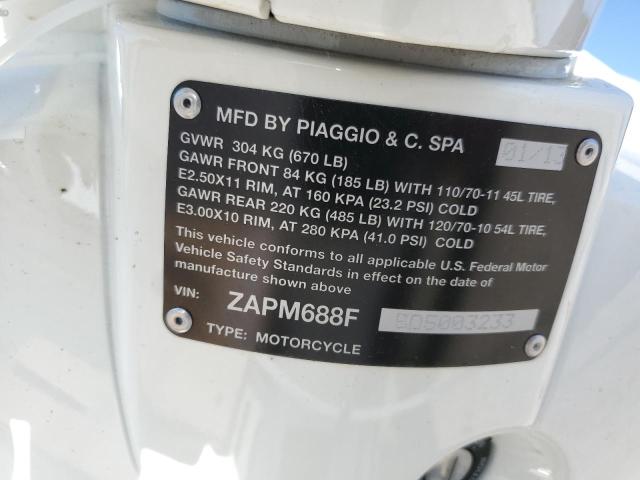 MFD BY PIAGGIO & C. SPA 01/13
GVWR 304 KG (670 LB)
GAWR FRONT 84 KG (185 LB) WITH 110/70-11 45L TIRE,
E2.50X11 RIM, AT 160 KPA (23.2 PSI) COLD
GAWR REAR 220 KG (485 LB) WITH 120/70-10 54L TIRE,
E3.00X10 RIM, AT 280 KPA (41.0 PSI) COLD
This vehicle conforms to all applicable U.S. Federal Motor
Vehicle Safety Standards in effect on the date of
manufacture shown above
VIN: ZAPM688F 5D5003233
TYPE: MOTORCYCLE